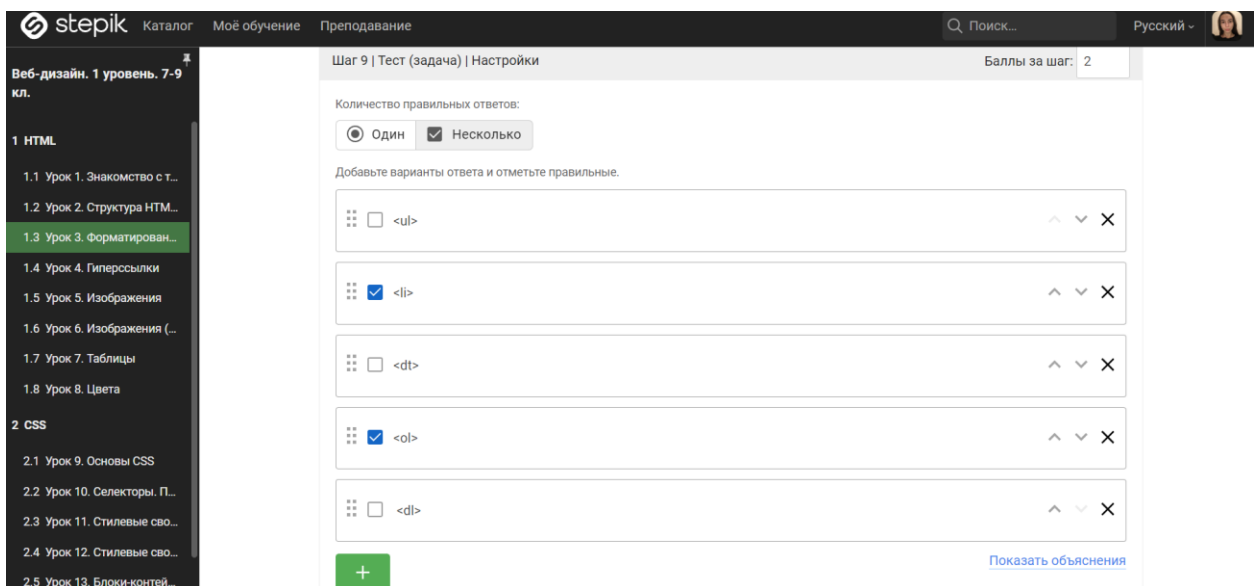 stepik Каталог Моё обучение Преподавание Поиск... Русский
Веб-дизайн. 1 уровень. 7-9
кл.
1 HTML
1.1 Урок 1. Знакомство с т...
1.2 Урок 2. Структура HTM...
1.3 Урок 3. Форматирован...
1.4 Урок 4. Гиперссылки
1.5 Урок 5. Изображения
1.6 Урок 6. Изображения (...
1.7 Урок 7. Таблицы
1.8 Урок 8. Цвета
2 CSS
2.1 Урок 9. Основы CSS
2.2 Урок 10. Селекторы. П...
2.3 Урок 11. Стилевые сво...
2.4 Урок 12. Стилевые сво...
2.5 Урок 13. Блоки-контей...
Шаг 9 | Тест (задача) | Настройки Баллы за шаг: 2
Количество правильных ответов:
Один Несколько
Добавьте варианты ответа и отметьте правильные.
<ul>
<li>
<dt>
<ol>
<dl>
+ Показать объяснения